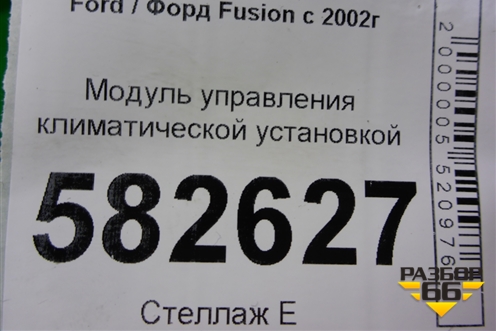 Ford / Форд Fusion с 2002г
Модуль управления
климатической установкой
582627
Стеллаж Е
2000005520976
РАЗБОР
66